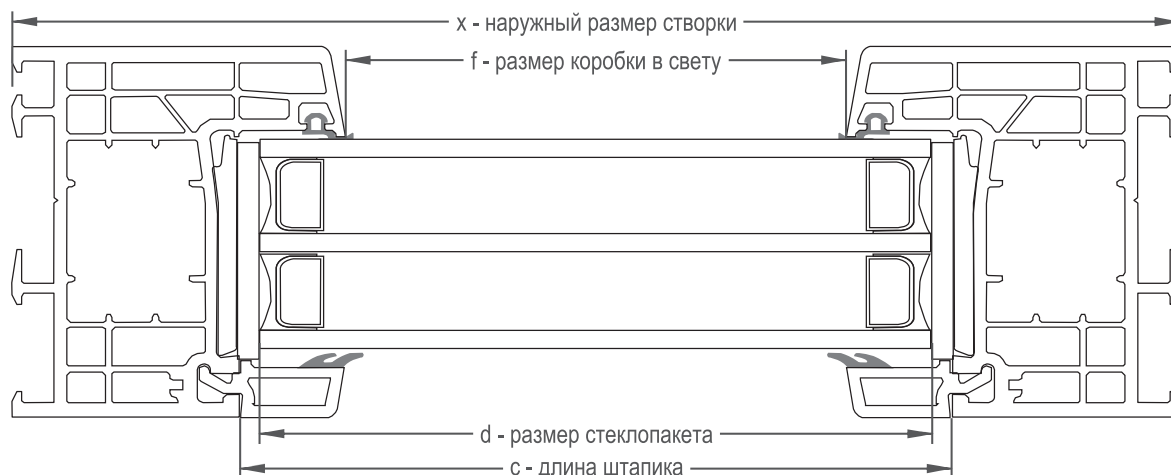 x - наружный размер створки
f - размер коробки в свету
d - размер стеклопакета
c - длина штапика